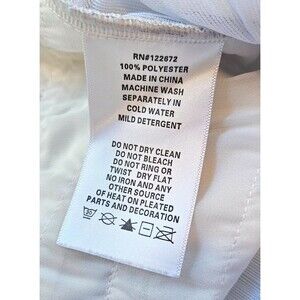 RN#122672
100% POLYESTER
MADE IN CHINA
MACHINE WASH
SEPARATELY IN
COLD WATER
MILD DETERGENT
DO NOT DRY CLEAN
DO NOT BLEACH
DO NOT RING OR
TWIST DRY FLAT
NO IRON AND ANY
OTHER SOURCE
OF HEAT ON PLEATED
PARTS AND DECORATION